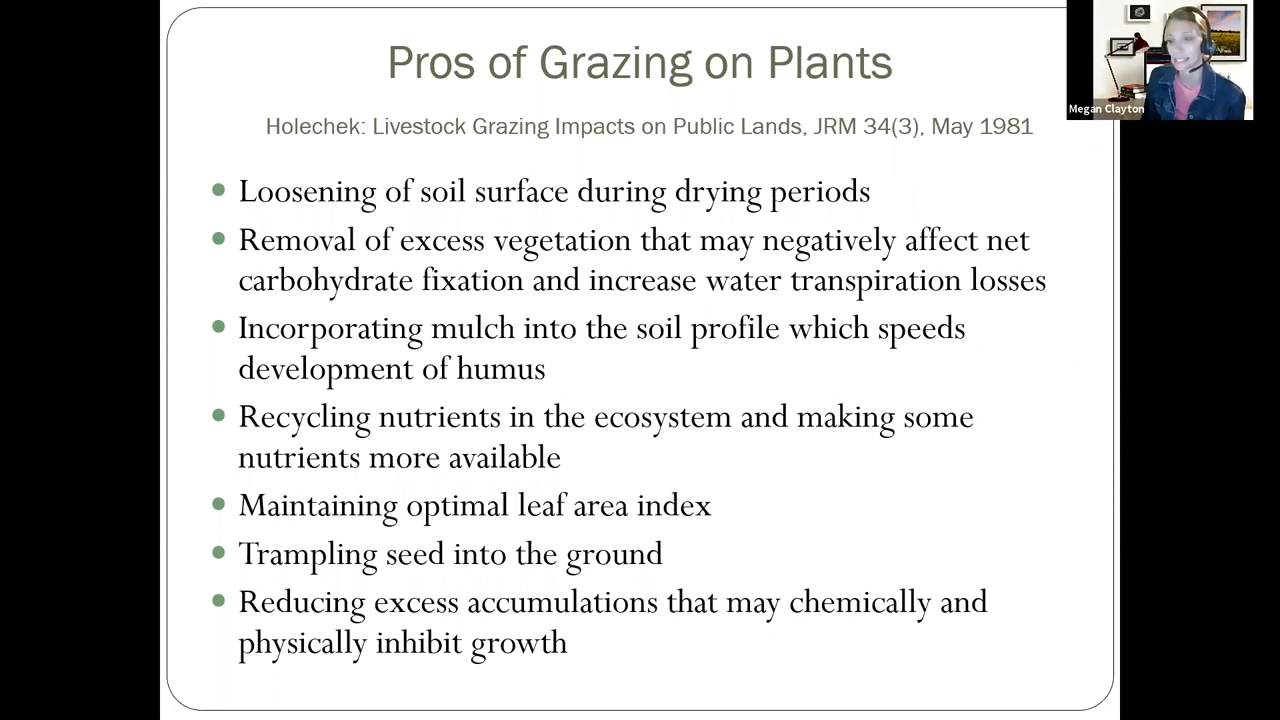 Pros of Grazing on Plants
Holechek: Livestock Grazing Impacts on Public Lands, JRM 34(3), May 1981
Megan Clayton
• Loosening of soil surface during drying periods
• Removal of excess vegetation that may negatively affect net
carbohydrate fixation and increase water transpiration losses
• Incorporating mulch into the soil profile which speeds
development of humus
• Recycling nutrients in the ecosystem and making some
nutrients more available
• Maintaining optimal leaf area index
• Trampling seed into the ground
• Reducing excess accumulations that may chemically and
physically inhibit growth